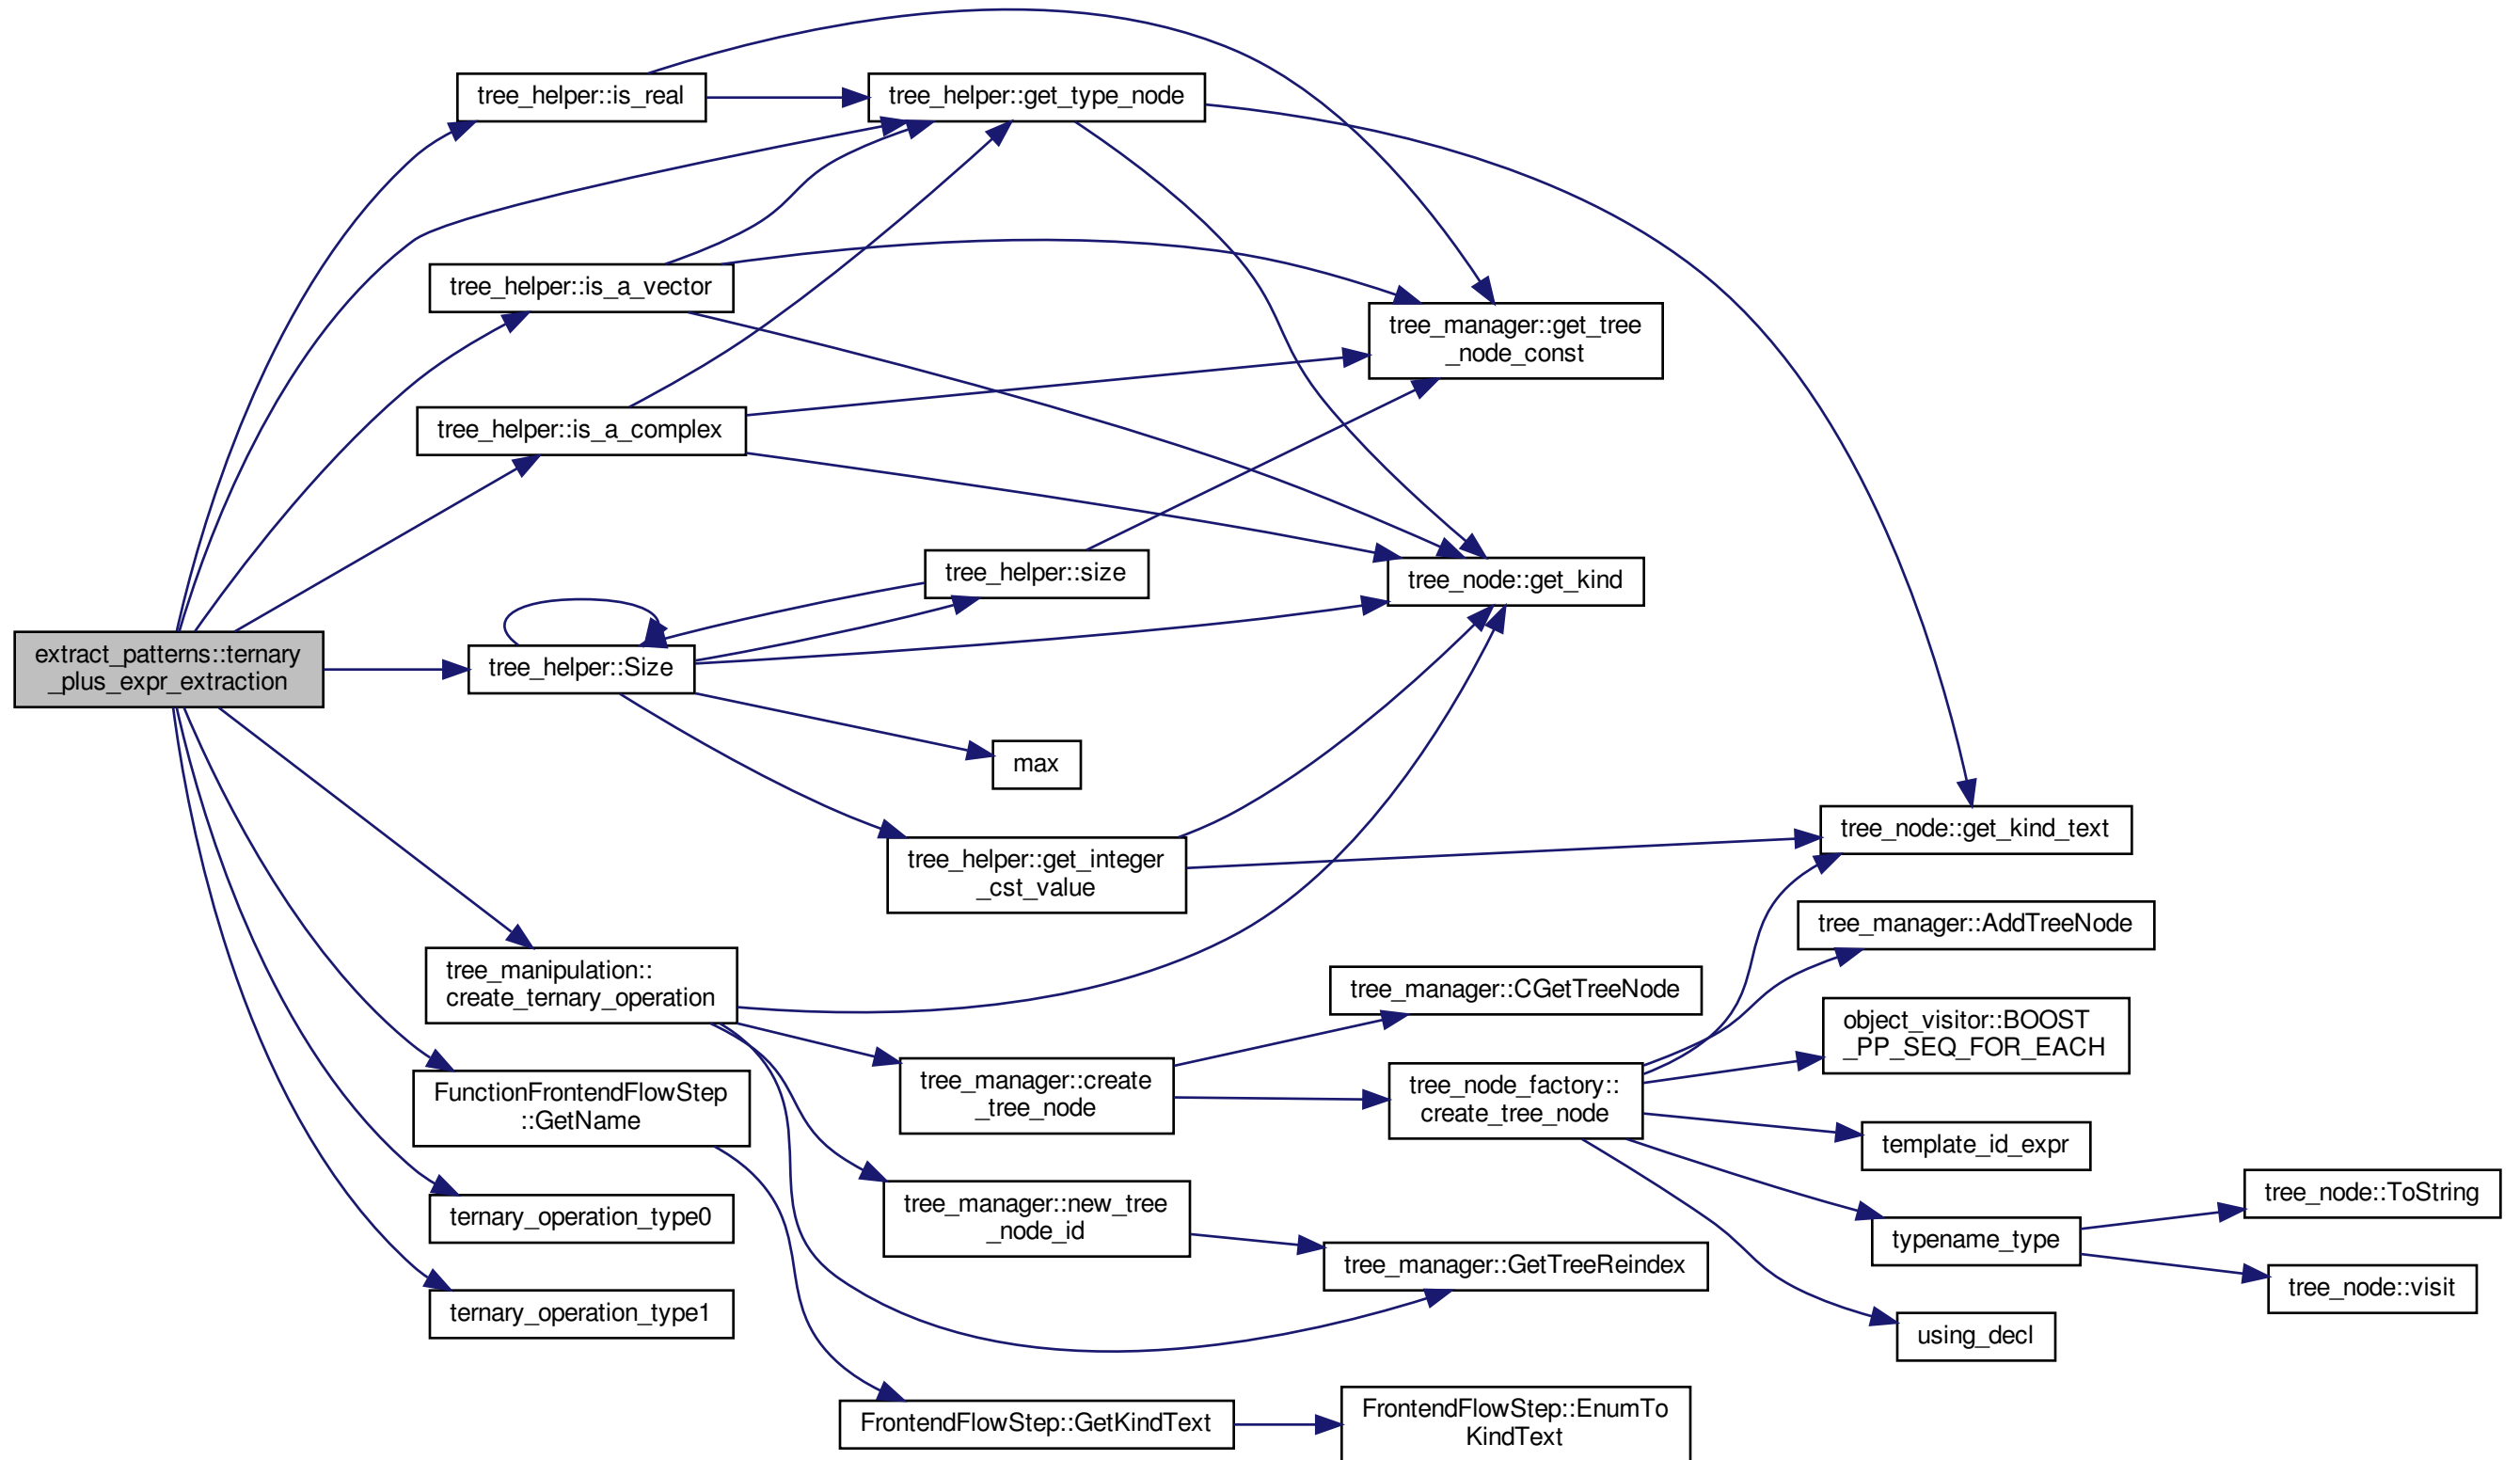 extract_patterns::ternary
_plus_expr_extraction
tree_helper::is_real
tree_helper::get_type_node
tree_helper::is_a_vector
tree_manager::get_tree
_node_const
tree_helper::is_a_complex
tree_helper::size
tree_node::get_kind
tree_helper::Size
max
tree_helper::get_integer
_cst_value
tree_node::get_kind_text
tree_manager::AddTreeNode
tree_manipulation::
create_ternary_operation
tree_manager::CGetTreeNode
object_visitor::BOOST
_PP_SEQ_FOR_EACH
tree_manager::create
_tree_node
tree_node_factory::
create_tree_node
FunctionFrontendFlowStep
::GetName
template_id_expr
ternary_operation_type0
tree_manager::new_tree
_node_id
tree_node::ToString
typename_type
tree_manager::GetTreeReindex
tree_node::visit
ternary_operation_type1
using_decl
FrontendFlowStep::GetKindText
FrontendFlowStep::EnumTo
KindText